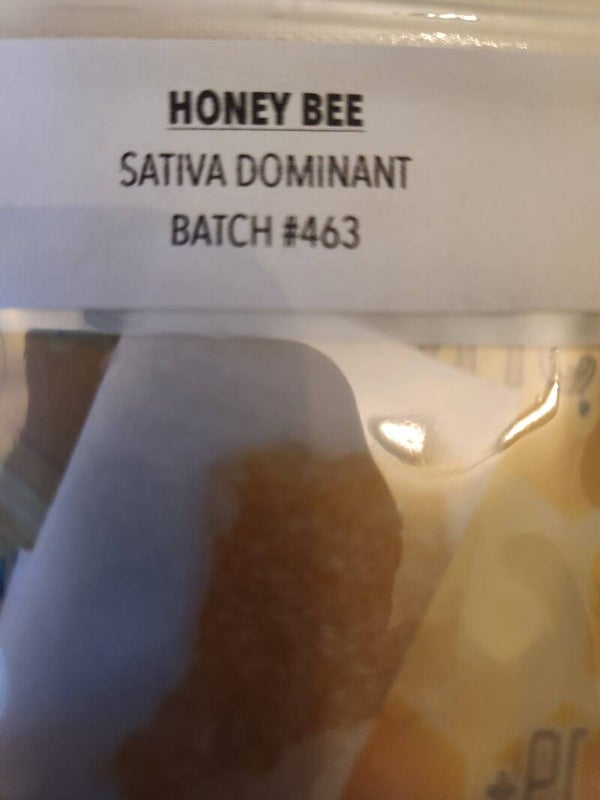 HONEY BEE
SATIVA DOMINANT
BATCH #463